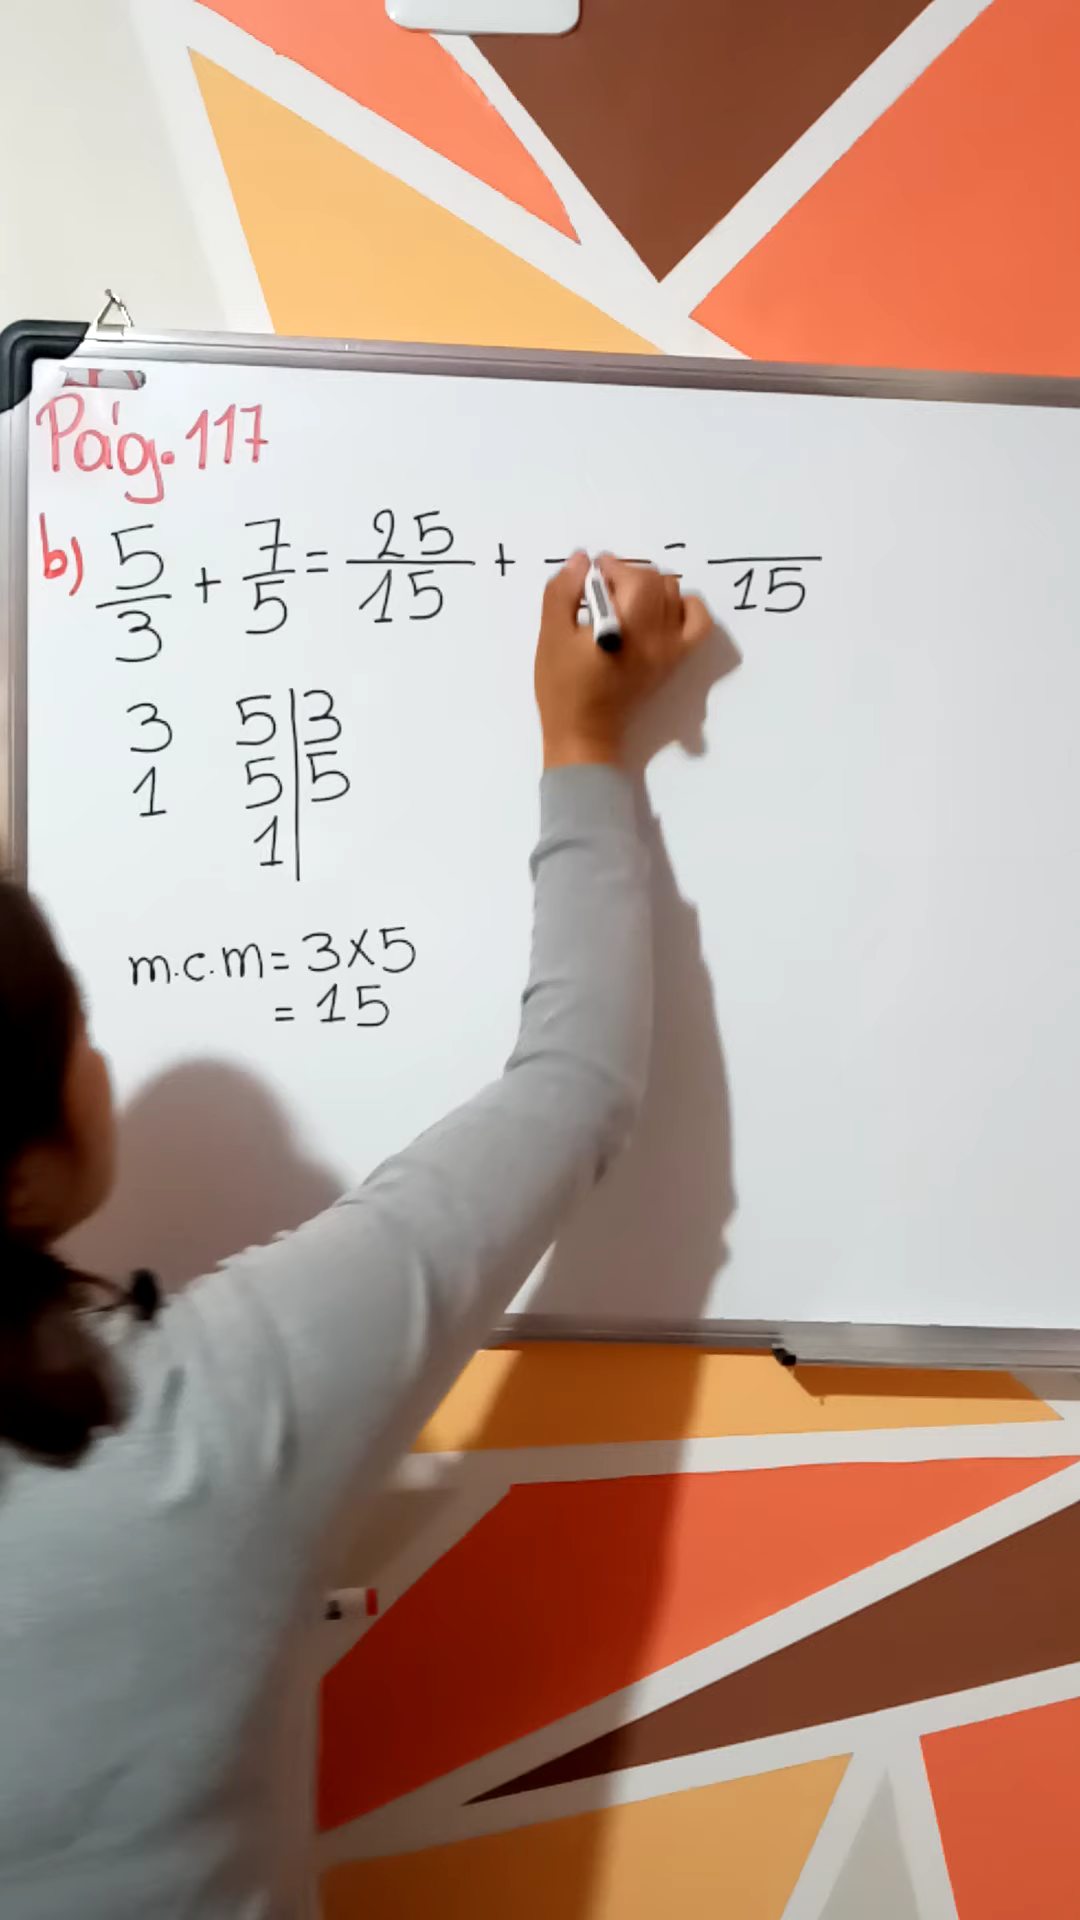 Pág. 117
b) 5/3 + 7/5 = 25/15 + — = —/15
3 5|3
1 5|5
1|
m.c.m = 3x5
= 15